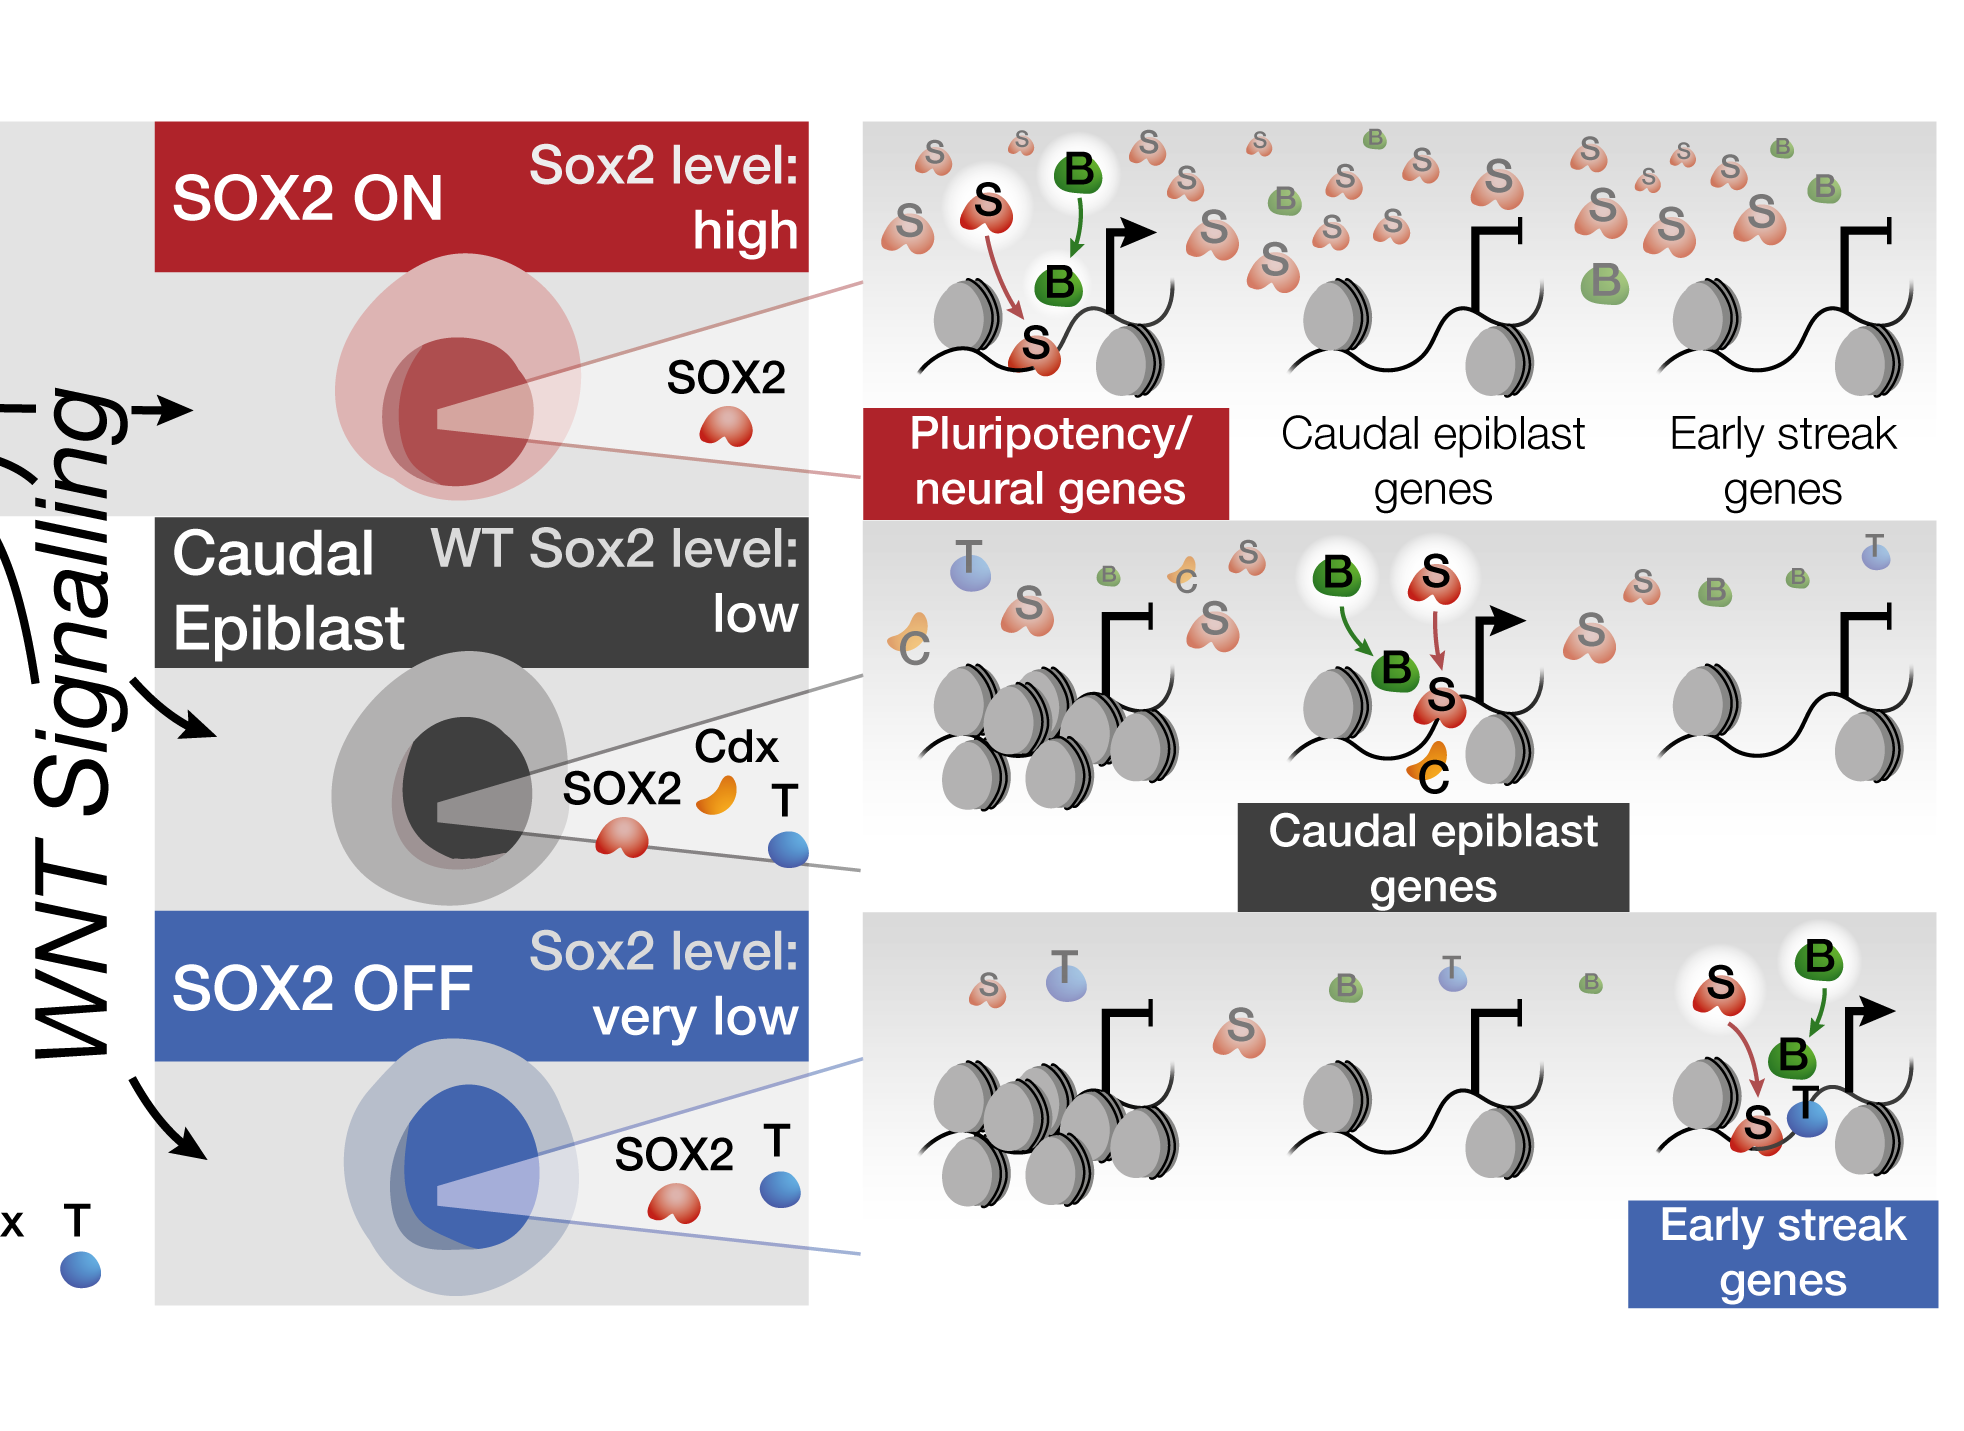 WNT Signalling
x T
SOX2 ON
Sox2 level:
high
SOX2
Caudal
Epiblast
WT Sox2 level:
low
SOX2
Cdx
T
SOX2 OFF
Sox2 level:
very low
SOX2
T
S S B S S S S B S S
S B S S S S B S S S S S S B B S S S B
B
S
Pluripotency/
neural genes
Caudal epiblast
genes
Early streak
genes
T S B C S B S S B B T
C S B S S
C
Caudal epiblast
genes
S T S B T B S B
B
S T
Early streak
genes